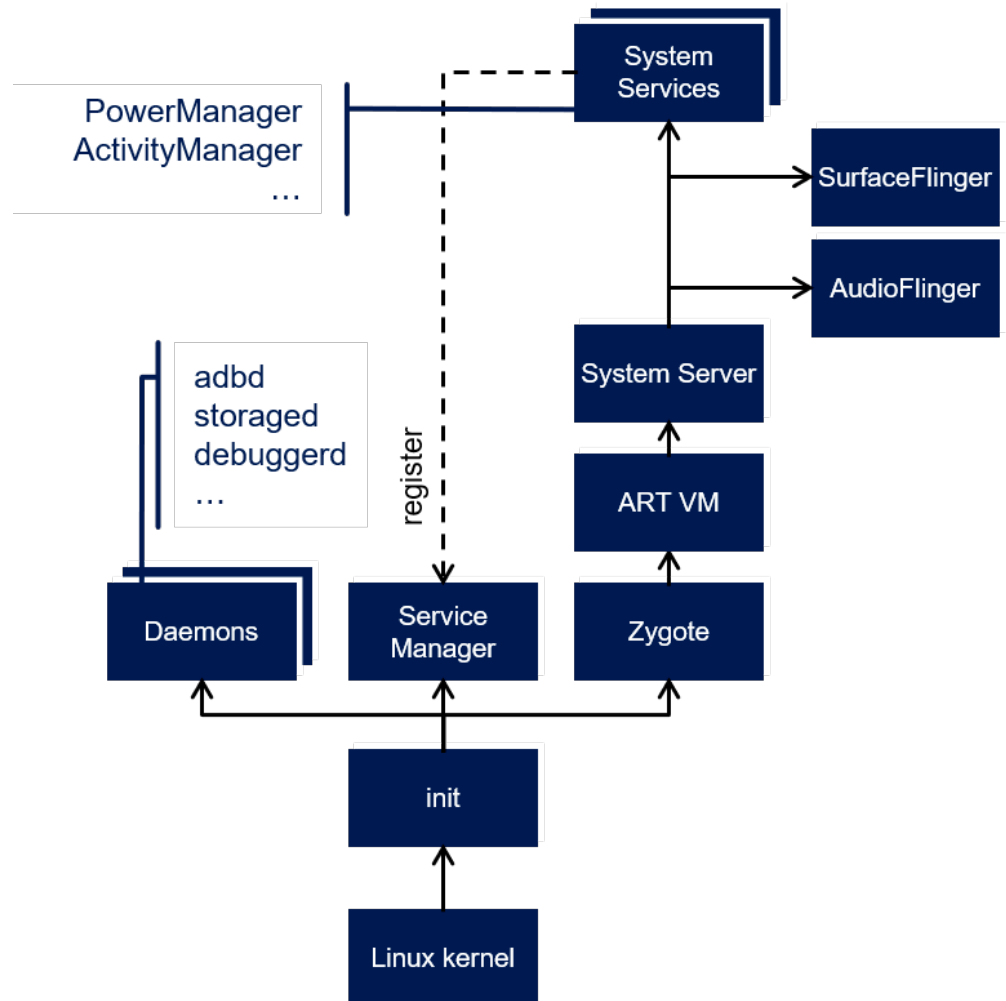 System
Services
PowerManager
ActivityManager
...
SurfaceFlinger
AudioFlinger
System Server
adbd
storaged
debuggerd
...
register
ART VM
Daemons
Service
Manager
Zygote
init
Linux kernel